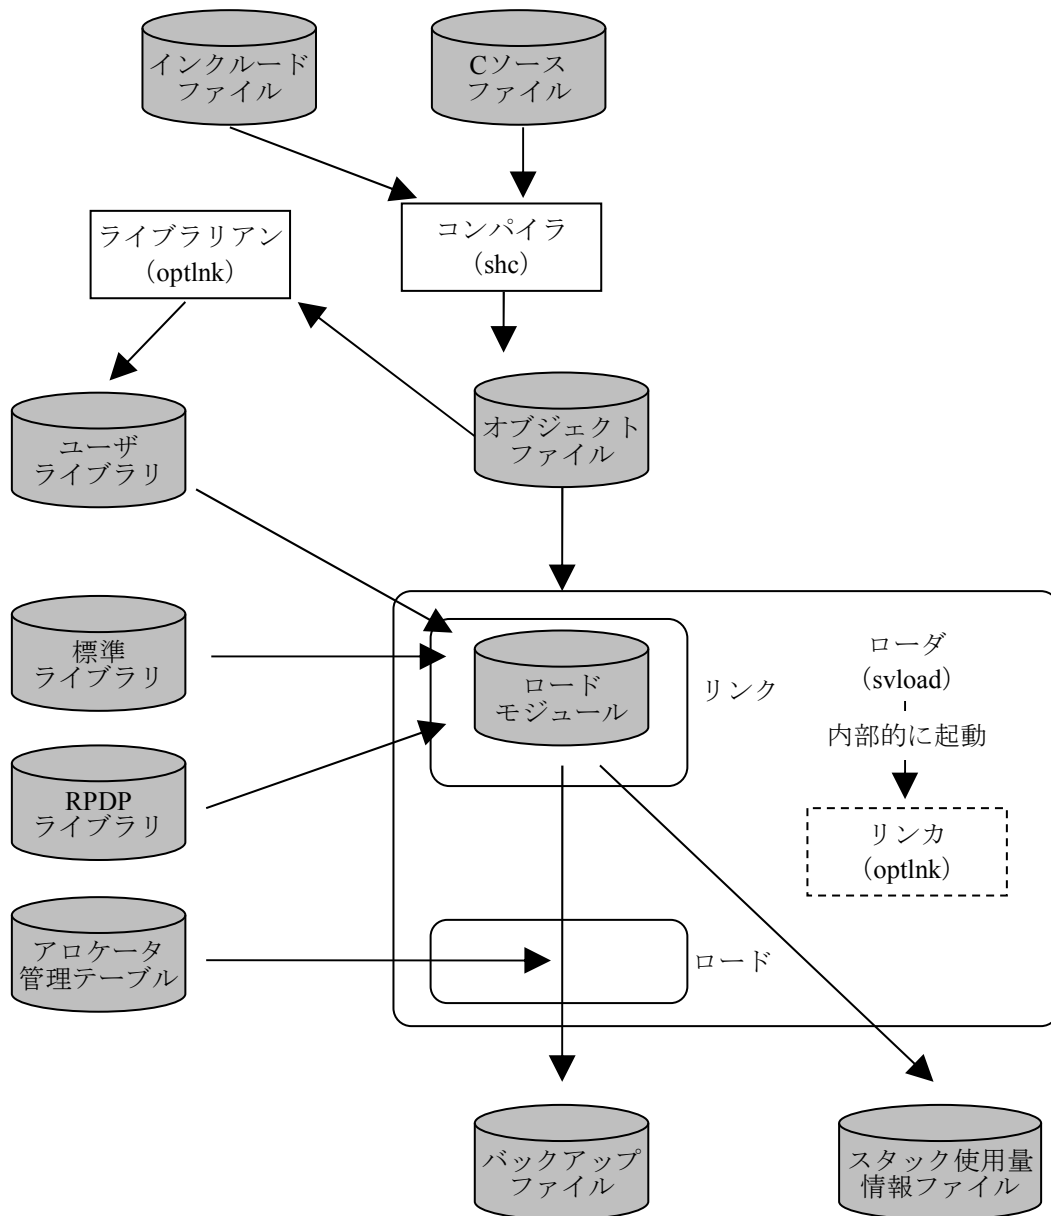 インクルード
ファイル
Cソース
ファイル
ライブラリアン
（optlnk）
コンパイラ
（shc）
ユーザ
ライブラリ
オブジェクト
ファイル
標準
ライブラリ
ロード
モジュール
リンク
ローダ
（svload）
内部的に起動
リンカ
（optlnk）
RPDP
ライブラリ
アロケータ
管理テーブル
ロード
バックアップ
ファイル
スタック使用量
情報ファイル